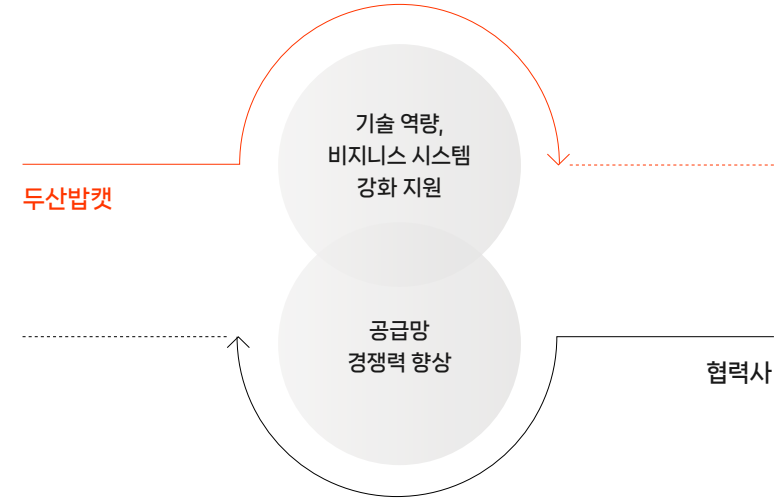 기술 역량,
비지니스 시스템
강화 지원
두산밥캣
공급망
경쟁력 향상
협력사